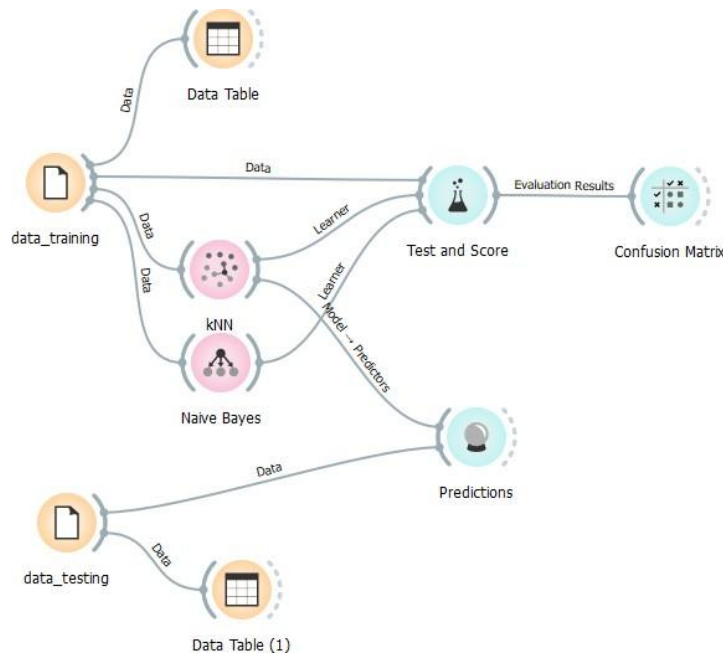 Data Table
Data
Data
data_training
Data
Data
Learner
Learner
Test and Score
Evaluation Results
Confusion Matrix
kNN
Model → Predictors
Naive Bayes
Data
Predictions
data_testing
Data
Data Table (1)